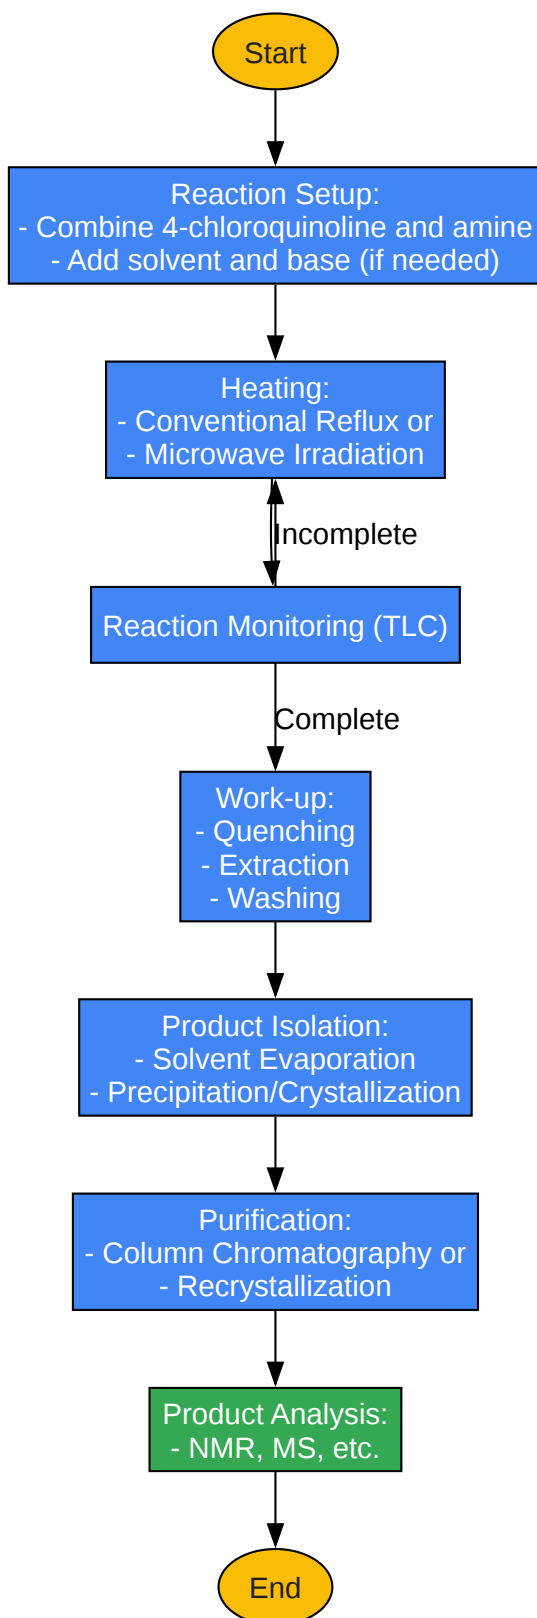 Start
Reaction Setup:
- Combine 4-chloroquinoline and amine
- Add solvent and base (if needed)
Heating:
- Conventional Reflux or
- Microwave Irradiation
Incomplete
Reaction Monitoring (TLC)
Complete
Work-up:
- Quenching
- Extraction
- Washing
Product Isolation:
- Solvent Evaporation
- Precipitation/Crystallization
Purification:
- Column Chromatography or
- Recrystallization
Product Analysis:
- NMR, MS, etc.
End